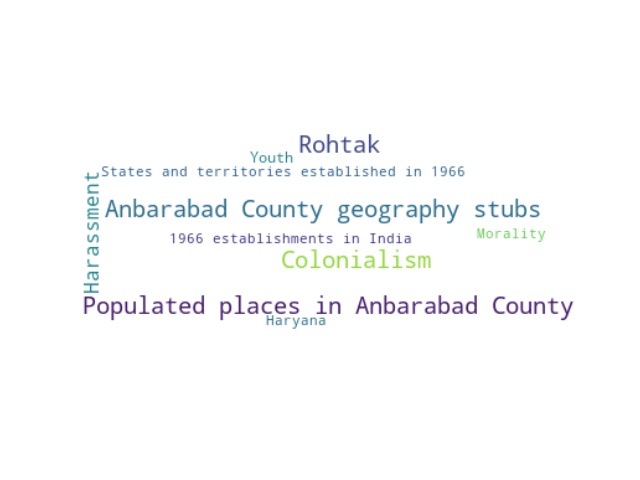 Rohtak
Youth
States and territories established in 1966
Harassment
Anbarabad County geography stubs
Morality
1966 establishments in India
Colonialism
Populated places in Anbarabad County
Haryana